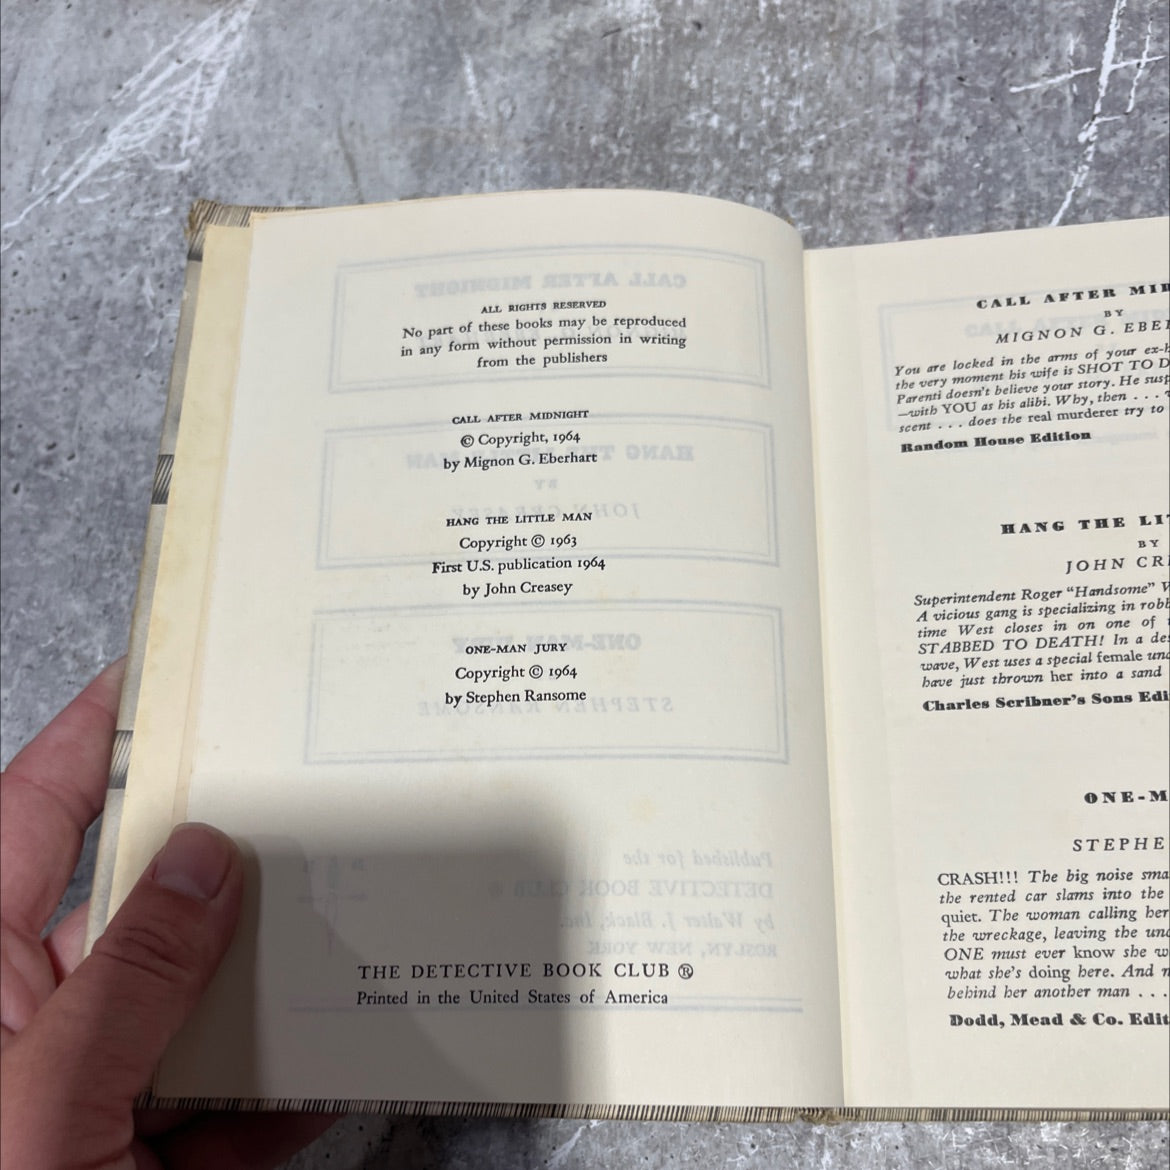 ALL RIGHTS RESERVED
No part of these books may be reproduced
in any form without permission in writing
from the publishers
CALL AFTER MIDNIGHT
© Copyright, 1964
by Mignon G. Eberhart
HANG THE LITTLE MAN
Copyright © 1963
First U.S. publication 1964
by John Creasey
ONE-MAN JURY
Copyright © 1964
by Stephen Ransome
THE DETECTIVE BOOK CLUB ®
Printed in the United States of America
CALL AFTER MID
BY
MIGNON G. EBE
You are locked in the arms of your ex-h
the very moment his wife is SHOT TO D
Parenti doesn't believe your story. He susp
—with YOU as his alibi. Why, then . . .
scent . . . does the real murderer try to
Random House Edition
HANG THE LI
BY
JOHN CR
Superintendent Roger "Handsome" W
A vicious gang is specializing in robb
time West closes in on one of
STABBED TO DEATH! In a des
wave, West uses a special female und
have just thrown her into a sand
Charles Scribner's Sons Edi
ONE-M
STEPHE
CRASH!!! The big noise sma
the rented car slams into the
quiet. The woman calling her
the wreckage, leaving the unc
ONE must ever know she w
what she's doing here. And n
behind her another man . . .
Dodd, Mead & Co. Edit